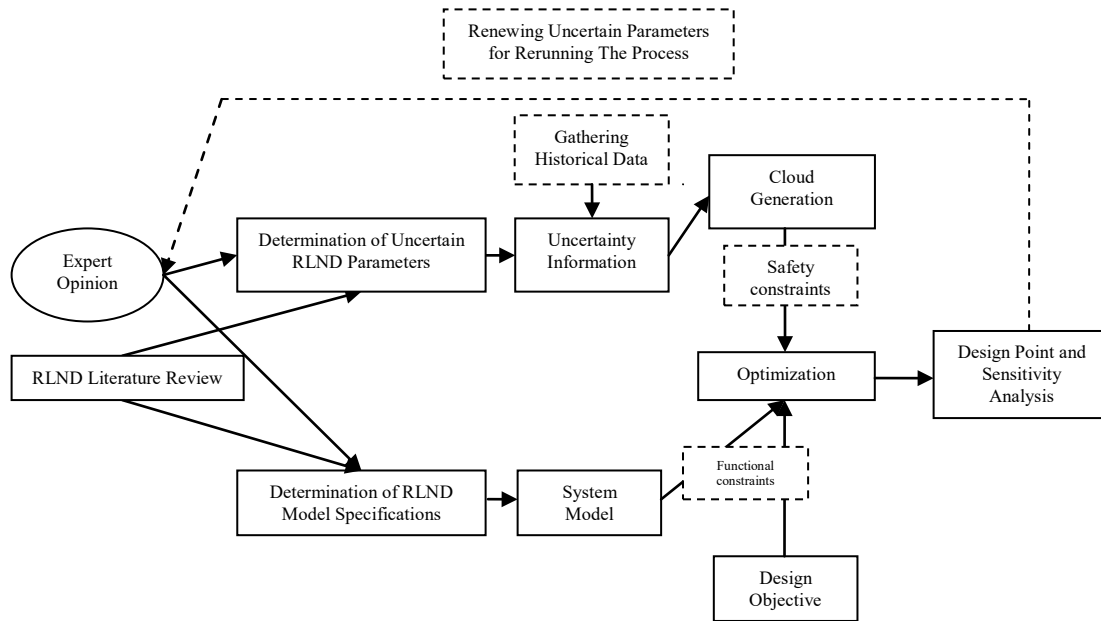 Renewing Uncertain Parameters
for Rerunning The Process
Gathering
Historical Data
Cloud
Generation
Determination of Uncertain
RLND Parameters
Uncertainty
Information
Expert
Opinion
Safety
constraints
RLND Literature Review
Optimization
Design Point and
Sensitivity
Analysis
Functional
constraints
Determination of RLND
Model Specifications
System
Model
Design
Objective